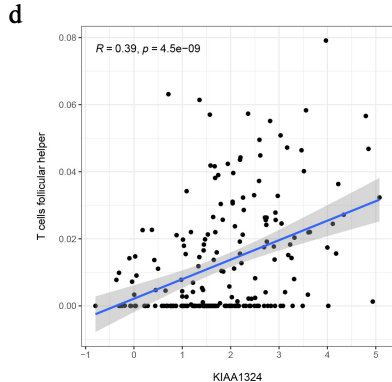 d
R = 0.39, p = 4.5e-09
T cells follicular helper
0.08
0.06
0.04
0.02
0.00
−1 0 1 2 3 4 5
KIAA1324